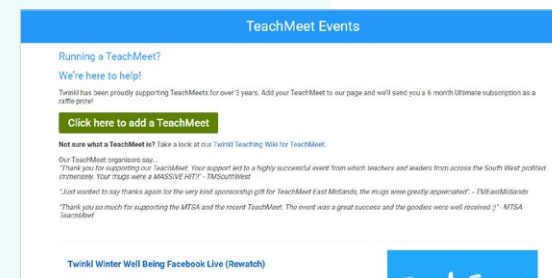 TeachMeet Events
Running a TeachMeet?
We're here to help!
Twinkl has been proudly supporting TeachMeets for over 3 years. Add your TeachMeet to our page and we'll send you a 6 month Ultimate subscription as a
raffle prize!
Click here to add a TeachMeet
Not sure what a TeachMeet is? Take a look at our Twinkl Teaching Wiki for TeachMeet.
Our TeachMeet organisers say...
"Thank you for supporting our TeachMeet. Your support led to a highly successful event from which teachers and leaders from across the South West profited
immensely. Your mugs were a MASSIVE HIT!" - TMSouthWest
"Just wanted to say thanks again for the very kind sponsorship gift for TeachMeet East Midlands, the mugs were greatly appreciated". - TMEastMidlands
"Thank you so much for supporting the MTSA and the recent TeachMeet. The event was a great success and the goodies were well received :)" - MTSA
TeachMeet
Twinkl Winter Well Being Facebook Live (Rewatch)